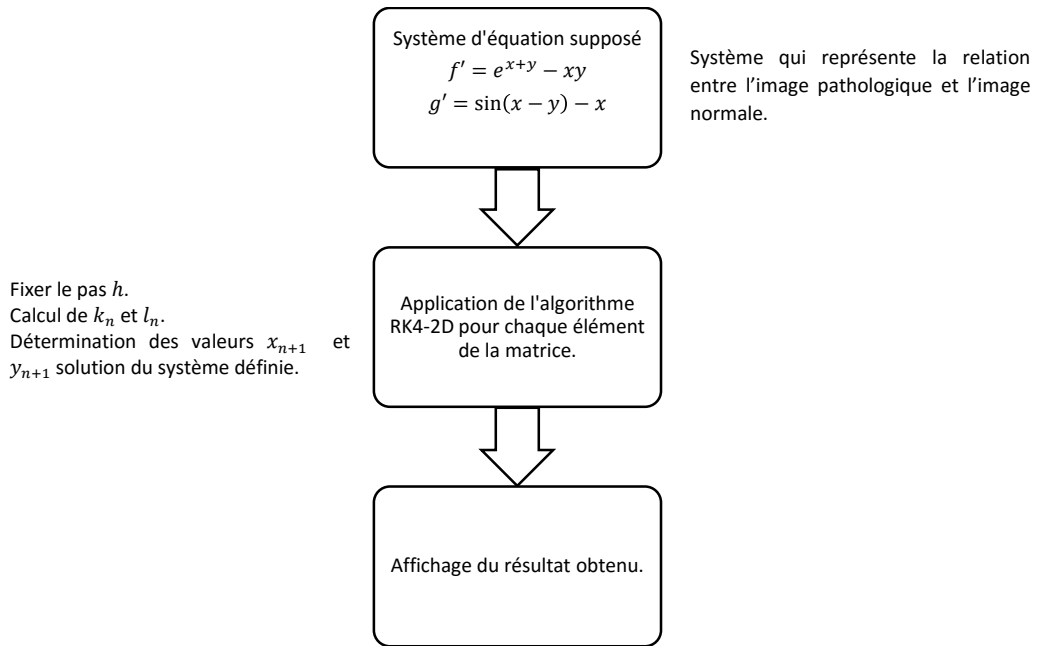 Système d'équation supposé
f′ = e^{x+y} − xy
g′ = sin(x − y) − x
Système qui représente la relation
entre l'image pathologique et l'image
normale.
Fixer le pas h.
Calcul de k_n et l_n.
Détermination des valeurs x_{n+1} et
y_{n+1} solution du système définie.
Application de l'algorithme
RK4-2D pour chaque élément
de la matrice.
Affichage du résultat obtenu.